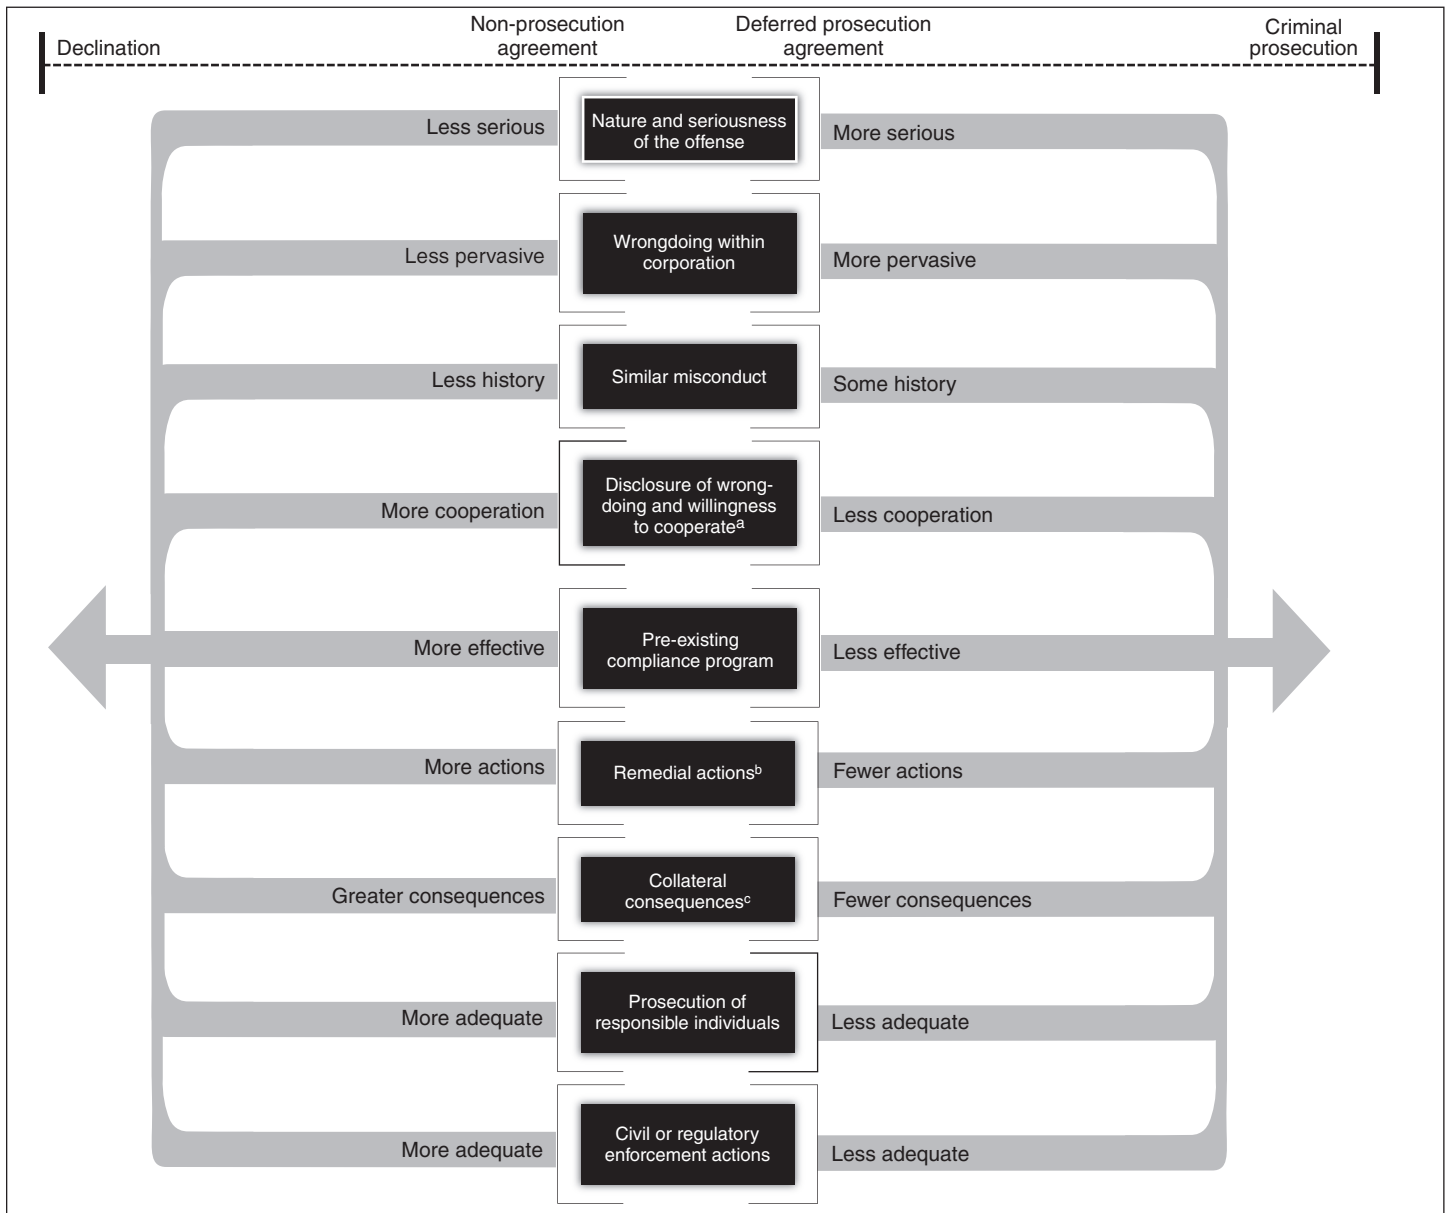 Declination
Non-prosecution
agreement
Deferred prosecution
agreement
Criminal
prosecution
Less serious
Nature and seriousness
of the offense
More serious
Less pervasive
Wrongdoing within
corporation
More pervasive
Less history
Similar misconduct
Some history
More cooperation
Disclosure of wrong-
doing and willingness
to cooperateᵃ
Less cooperation
More effective
Pre-existing
compliance program
Less effective
More actions
Remedial actionsᵇ
Fewer actions
Greater consequences
Collateral
consequencesᶜ
Fewer consequences
More adequate
Prosecution of
responsible individuals
Less adequate
More adequate
Civil or regulatory
enforcement actions
Less adequate